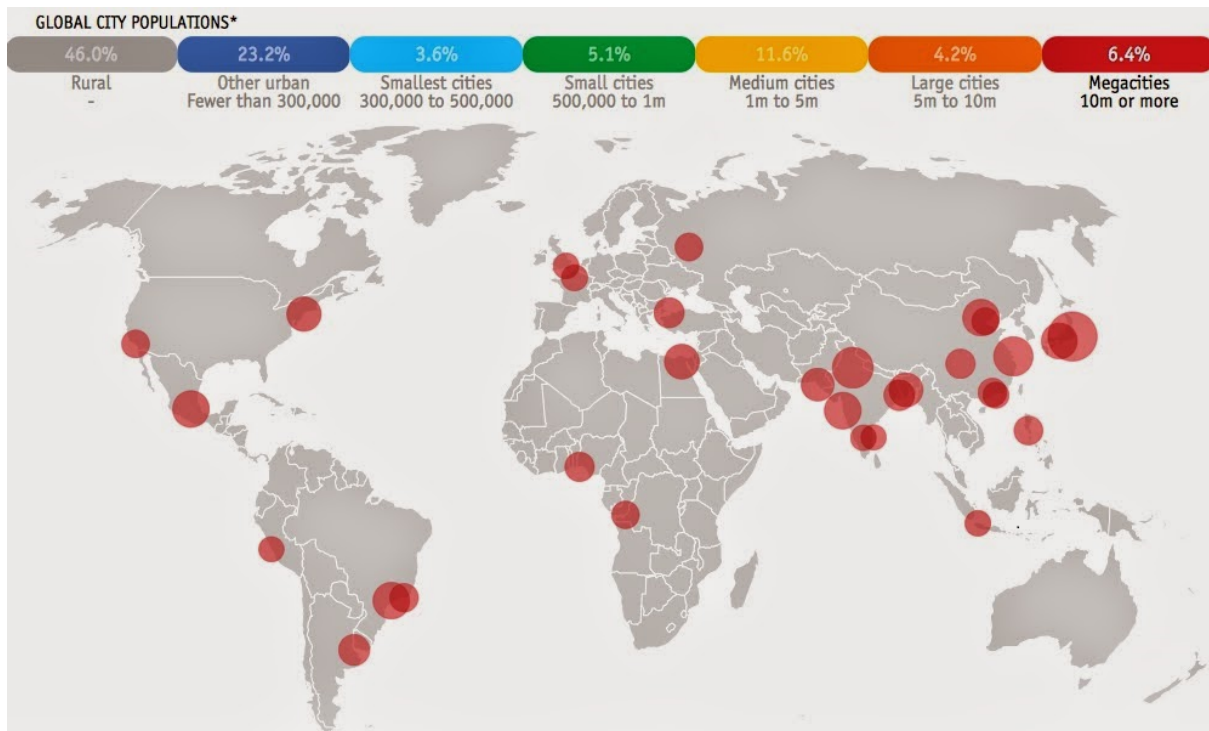 GLOBAL CITY POPULATIONS*
46.0% 23.2% 3.6% 5.1% 11.6% 4.2% 6.4%
Rural Other urban Smallest cities Small cities Medium cities Large cities Megacities
- Fewer than 300,000 300,000 to 500,000 500,000 to 1m 1m to 5m 5m to 10m 10m or more